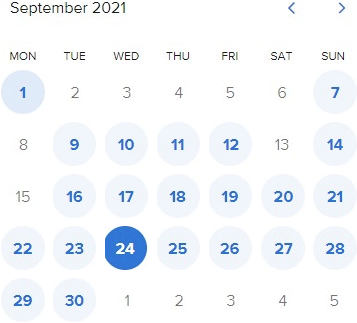 September 2021
MON TUE WED THU FRI SAT SUN
1 2 3 4 5 6 7
8 9 10 11 12 13 14
15 16 17 18 19 20 21
22 23 24 25 26 27 28
29 30 1 2 3 4 5